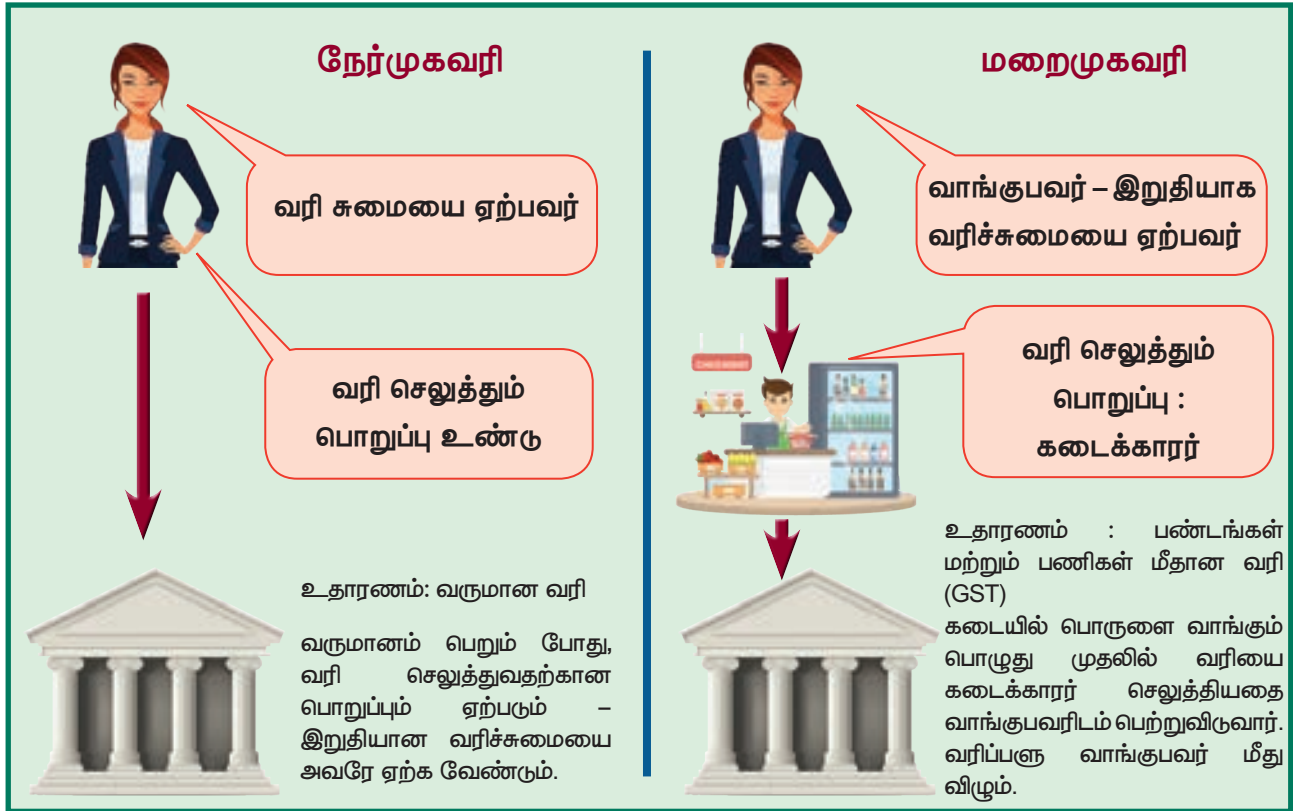 நேர்முகவரி
வரி சுமையை ஏற்பவர்
வரி செலுத்தும்
பொறுப்பு உண்டு
உதாரணம்: வருமான வரி
வருமானம் பெறும் போது,
வரி செலுத்துவதற்கான
பொறுப்பும் ஏற்படும் –
இறுதியான வரிச்சுமையை
அவரே ஏற்க வேண்டும்.
மறைமுகவரி
வாங்குபவர் – இறுதியாக
வரிச்சுமையை ஏற்பவர்
வரி செலுத்தும்
பொறுப்பு :
கடைக்காரர்
உதாரணம் : பண்டங்கள்
மற்றும் பணிகள் மீதான வரி
(GST)
கடையில் பொருளை வாங்கும்
பொழுது முதலில் வரியை
கடைக்காரர் செலுத்தியதை
வாங்குபவரிடம் பெற்றுவிடுவார்.
வரிப்பளு வாங்குபவர் மீது
விழும்.